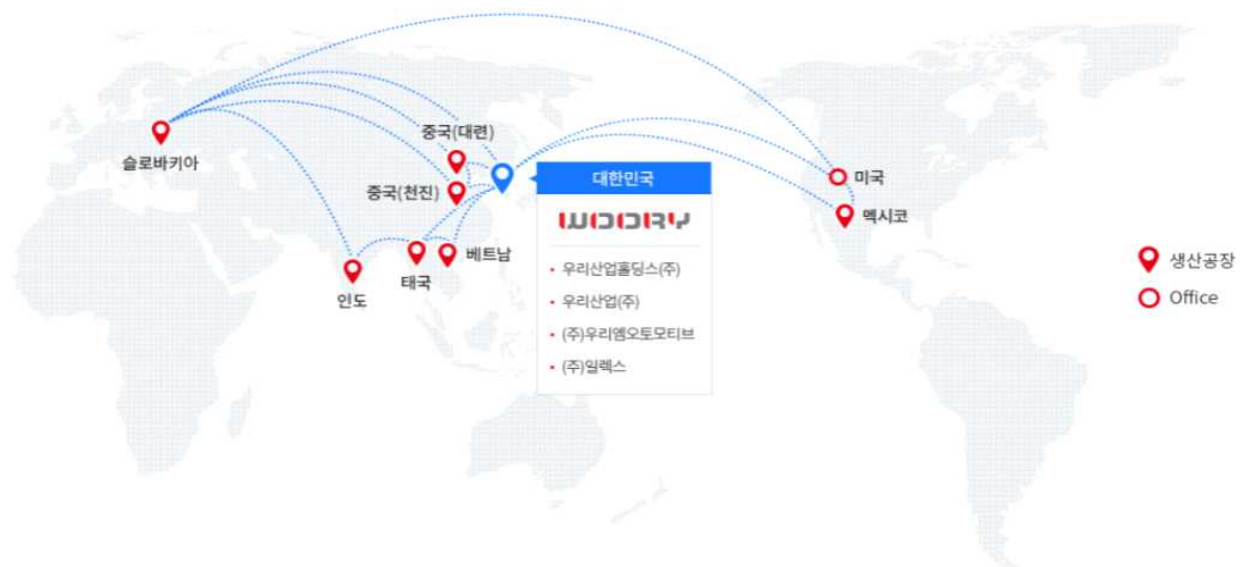 중국(대련)
슬로바키아
대한민국
미국
중국(천진)
WOORY
멕시코
베트남
생산공장
우리산업홀딩스(주)
태국
인도
우리산업(주)
Office
(주)우리엠오토모티브
(주)일렉스